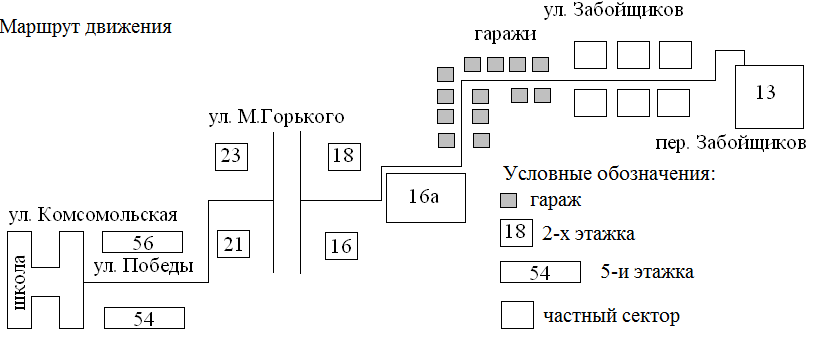 ул. Забойщиков
Маршрут движения
гаражи
13
ул. М.Горького
23
18
пер. Забойщиков
Условные обозначения:
16а
гараж
ул. Комсомольская
18 2-х этажка
56
21
16
ул. Победы
школа
54 5-и этажка
54
частный сектор